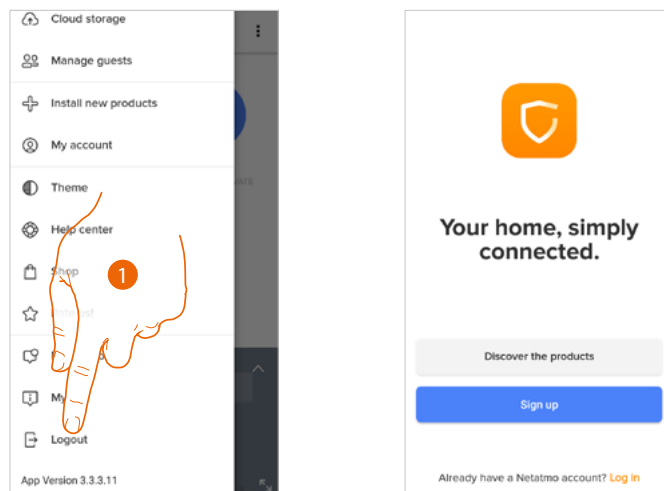 Cloud storage
Manage guests
Install new products
My account
Theme
Help center
Shop
1
My
Logout
App Version 3.3.3.11
Your home, simply
connected.
Discover the products
Sign up
Already have a Netatmo account? Log in